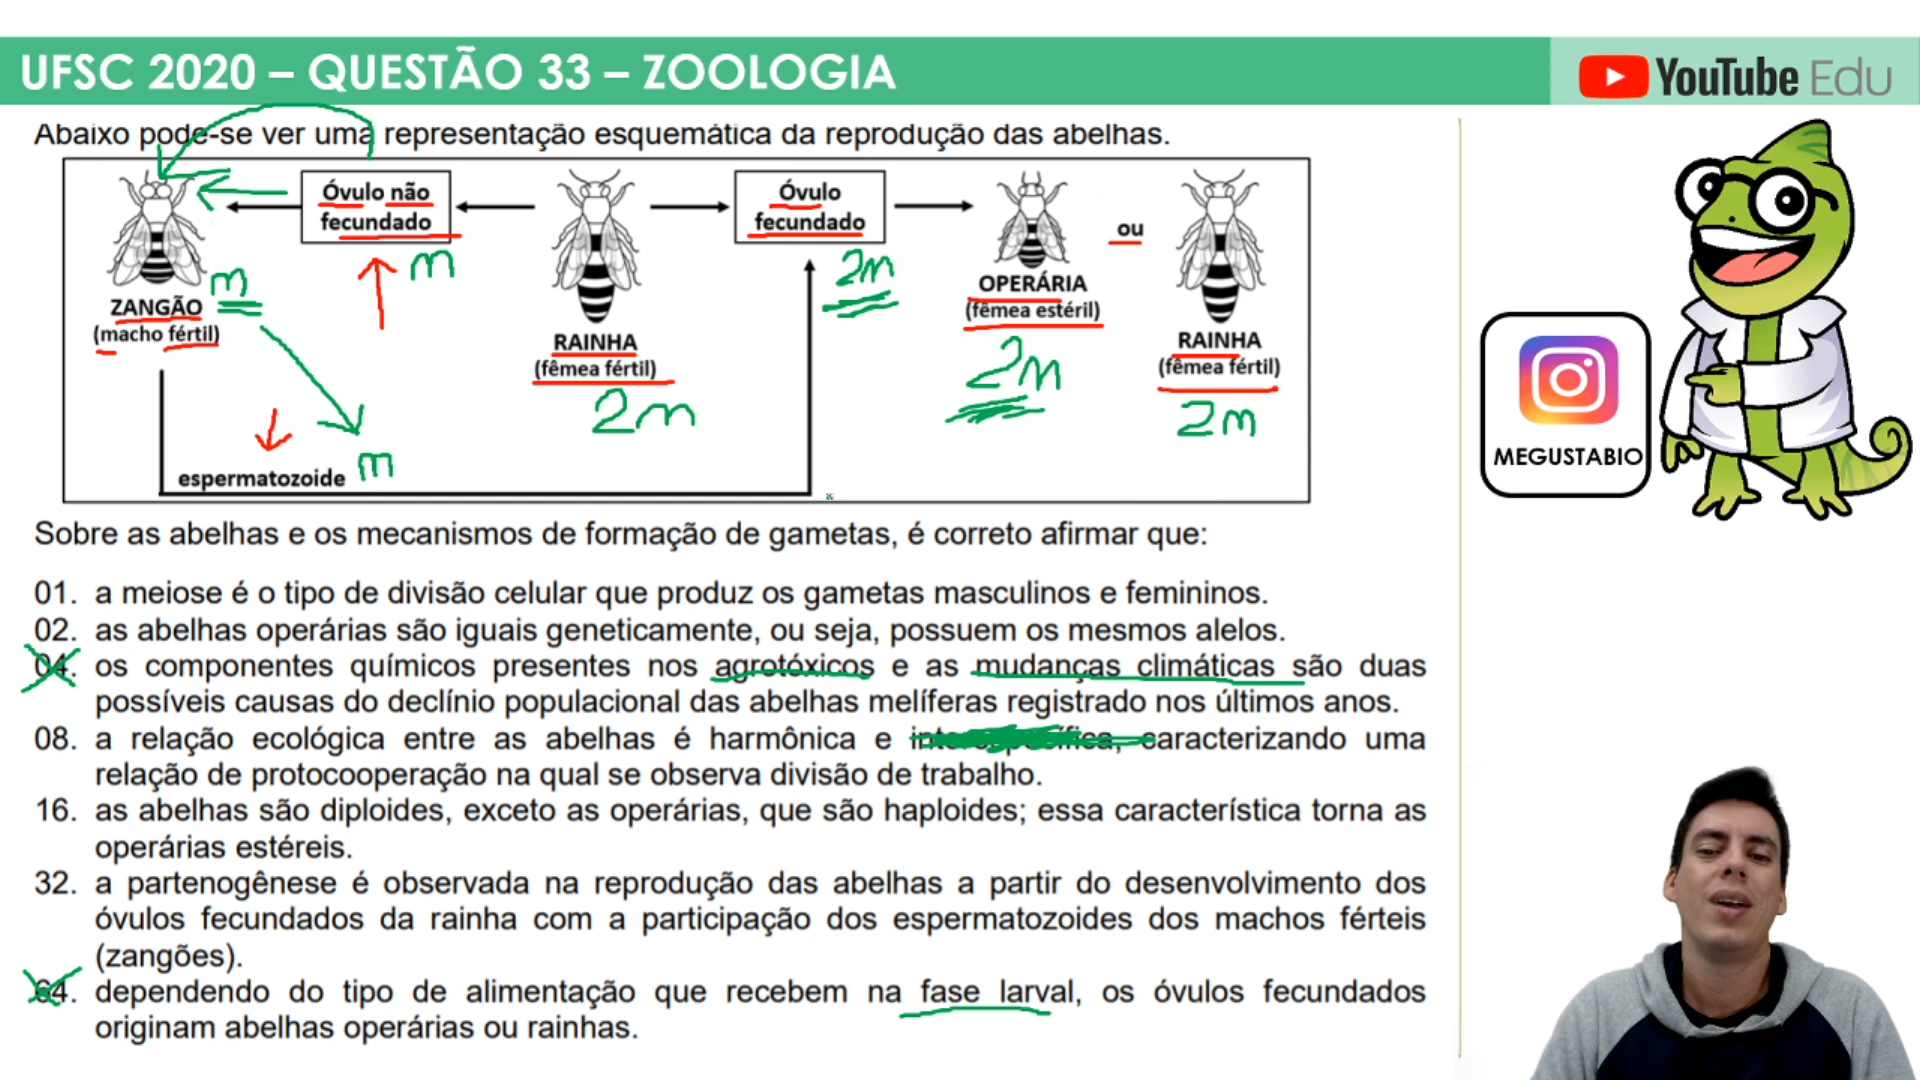 UFSC 2020 – QUESTÃO 33 – ZOOLOGIA
YouTube Edu
Abaixo pode-se ver uma representação esquemática da reprodução das abelhas.
Óvulo não
fecundado
Óvulo
fecundado
ou
m
2m
m
ZANGÃO
(macho fértil)
OPERÁRIA
(fêmea estéril)
RAINHA
(fêmea fértil)
RAINHA
(fêmea fértil)
2m
2m
2m
espermatozoide m
MEGUSTABIO
Sobre as abelhas e os mecanismos de formação de gametas, é correto afirmar que:
01. a meiose é o tipo de divisão celular que produz os gametas masculinos e femininos.
02. as abelhas operárias são iguais geneticamente, ou seja, possuem os mesmos alelos.
04. os componentes químicos presentes nos agrotóxicos e as mudanças climáticas são duas
possíveis causas do declínio populacional das abelhas melíferas registrado nos últimos anos.
08. a relação ecológica entre as abelhas é harmônica e caracterizando uma
relação de protocooperação na qual se observa divisão de trabalho.
16. as abelhas são diploides, exceto as operárias, que são haploides; essa característica torna as
operárias estéreis.
32. a partenogênese é observada na reprodução das abelhas a partir do desenvolvimento dos
óvulos fecundados da rainha com a participação dos espermatozoides dos machos férteis
(zangões).
64. dependendo do tipo de alimentação que recebem na fase larval, os óvulos fecundados
originam abelhas operárias ou rainhas.